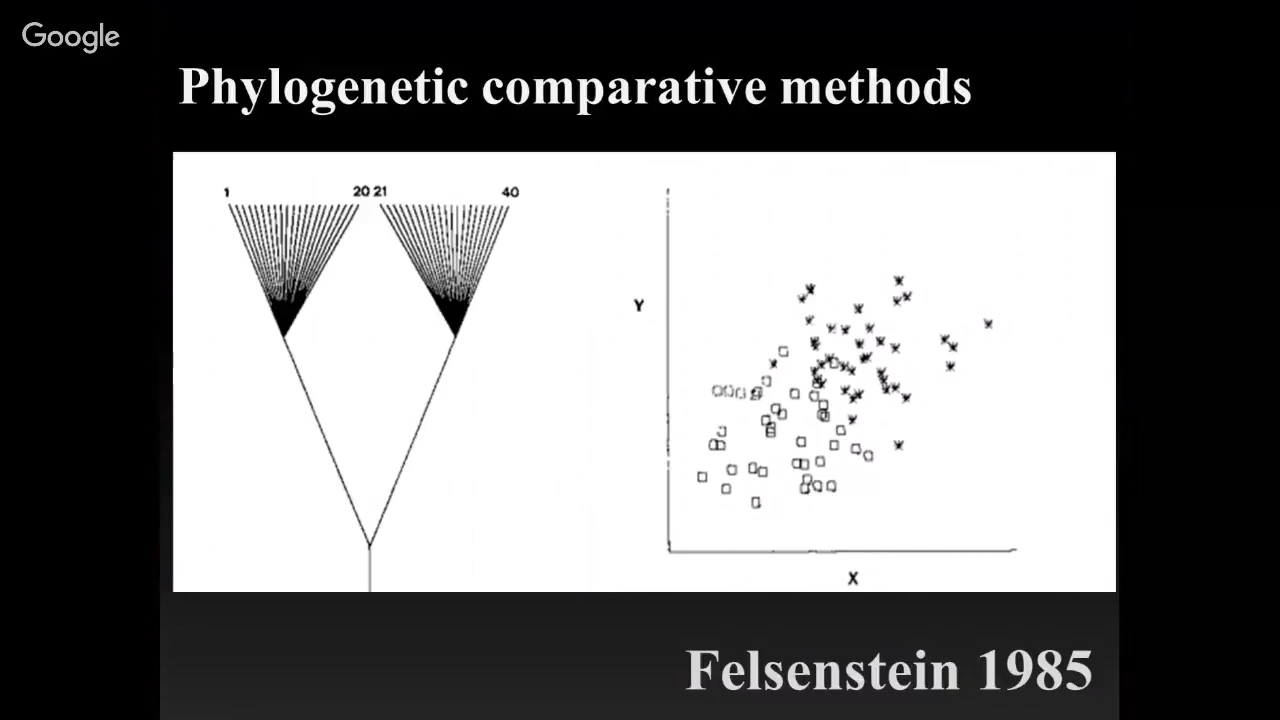 Google
Phylogenetic comparative methods
1 20 21 40
Y
X
Felsenstein 1985